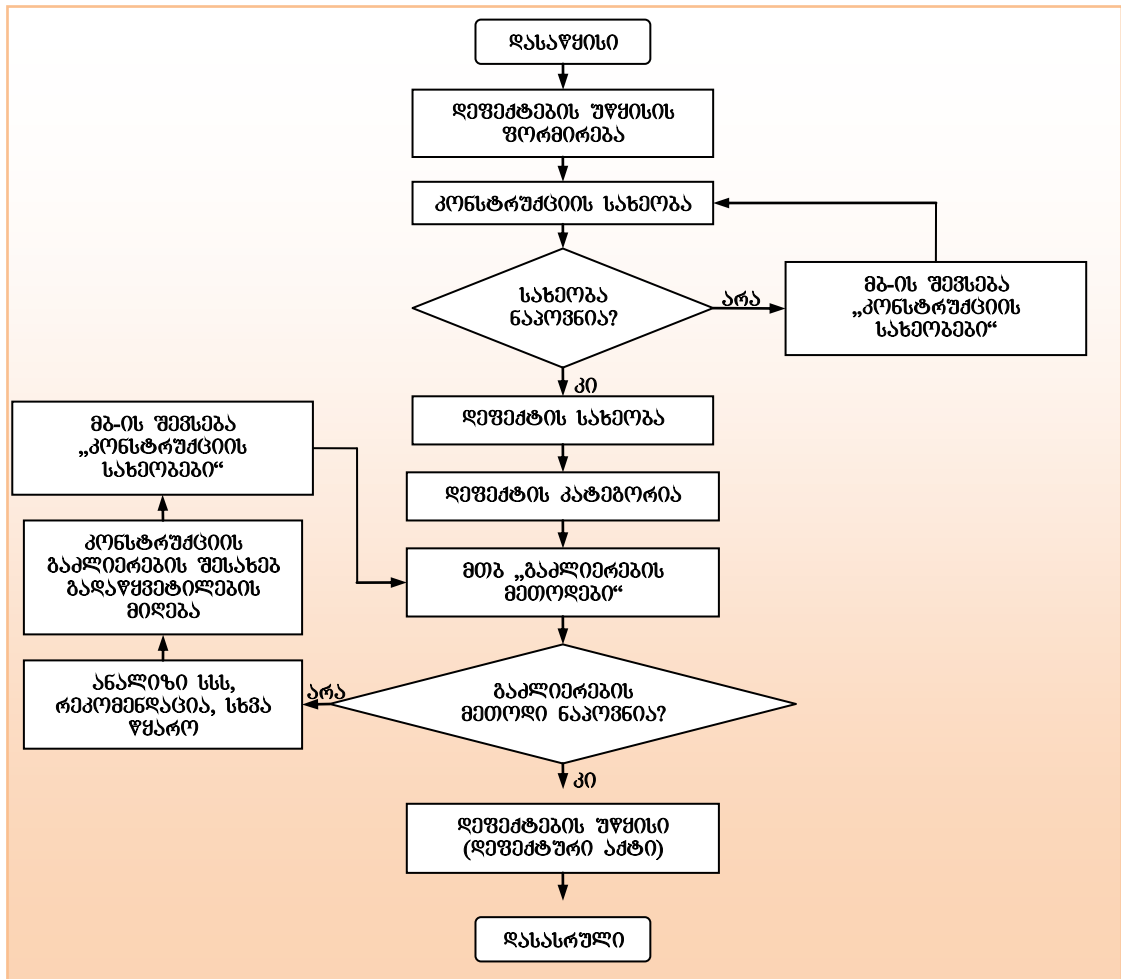 დასაწყისი
დეფექტების უწყისის
ფორმირება
კონსტრუქციის სახეობა
სახეობა
ნაპოვნია?
არა
მბ-ის შევსება
„კონსტრუქციის
სახეობები“
კი
დეფექტის სახეობა
მბ-ის შევსება
„კონსტრუქციის
სახეობები“
დეფექტის კატეგორია
კონსტრუქციის
გაძლიერების შესახებ
გადაწყვეტილების
მიღება
მთბ „გაძლიერების
მეთოდები“
ანალიზი სსს,
რეკომენდაცია, სხვა
წყარო
არა
გაძლიერების
მეთოდი ნაპოვნია?
კი
დეფექტების უწყისი
(დეფექტური აქტი)
დასასრული